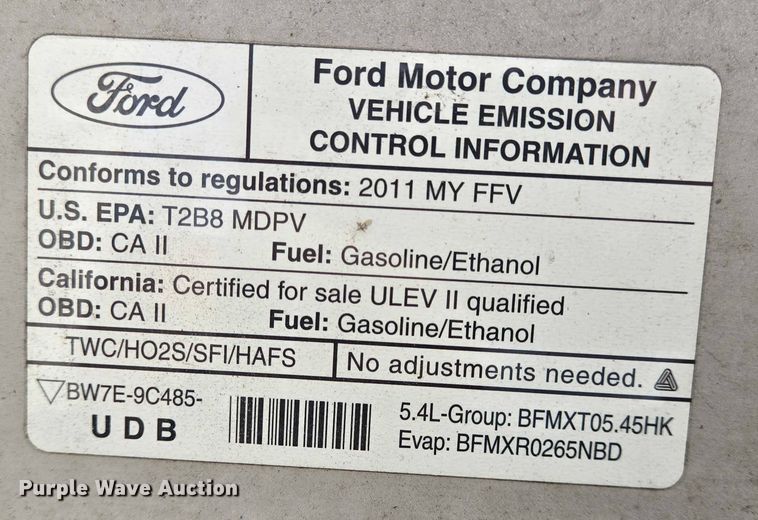 Ford
Ford Motor Company
VEHICLE EMISSION
CONTROL INFORMATION
Conforms to regulations: 2011 MY FFV
U.S. EPA: T2B8 MDPV
OBD: CA II Fuel: Gasoline/Ethanol
California: Certified for sale ULEV II qualified
OBD: CA II Fuel: Gasoline/Ethanol
TWC/HO2S/SFI/HAFS
No adjustments needed.
BW7E-9C485-
UDB
5.4L-Group: BFMXT05.45HK
Evap: BFMXR0265NBD
Purple Wave Auction